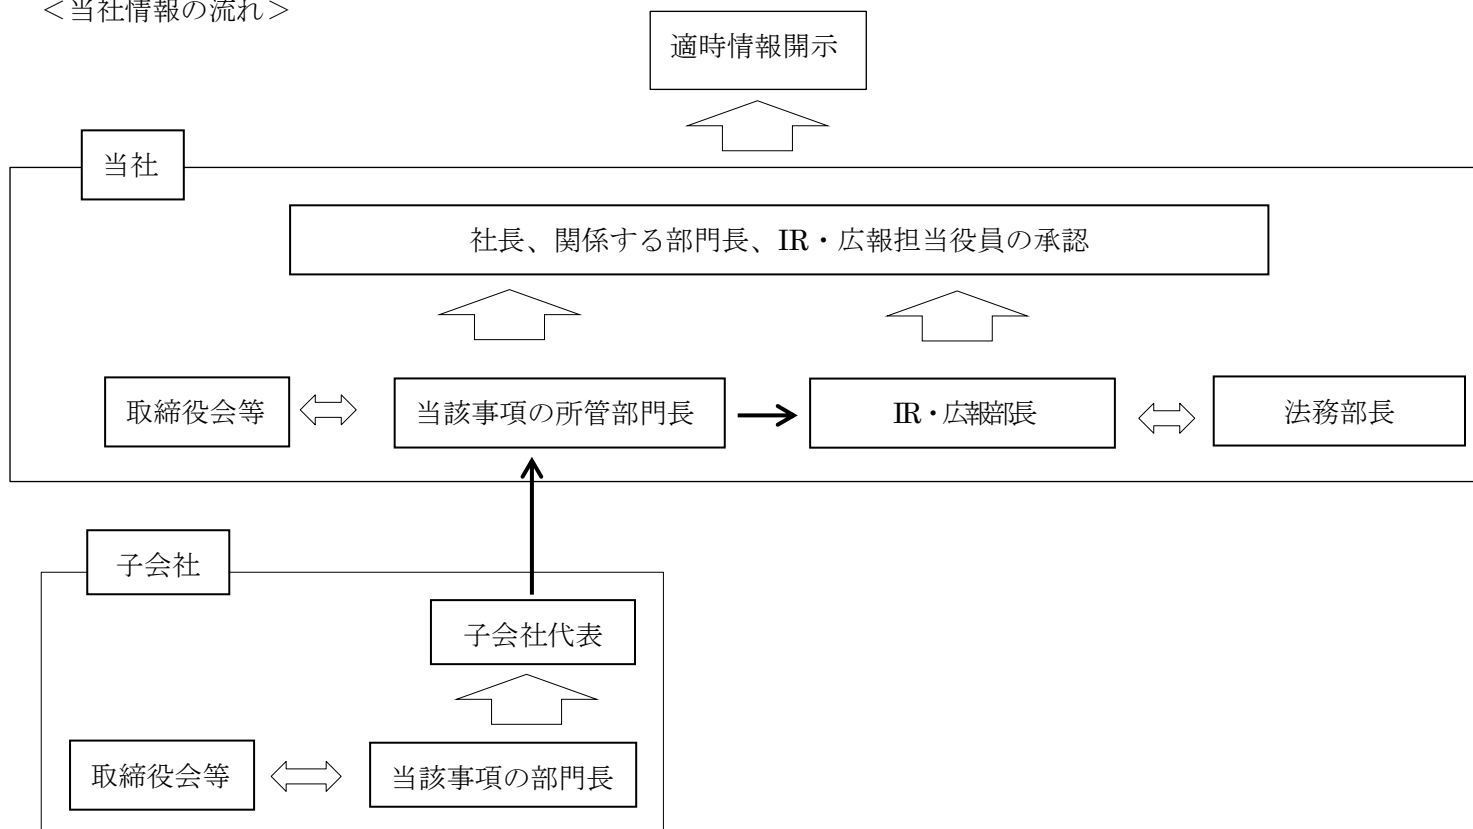 ＜当社情報の流れ＞
適時情報開示
当社
社長、関係する部門長、IR・広報担当役員の承認
取締役会等
当該事項の所管部門長
IR・広報部長
法務部長
子会社
子会社代表
取締役会等
当該事項の部門長